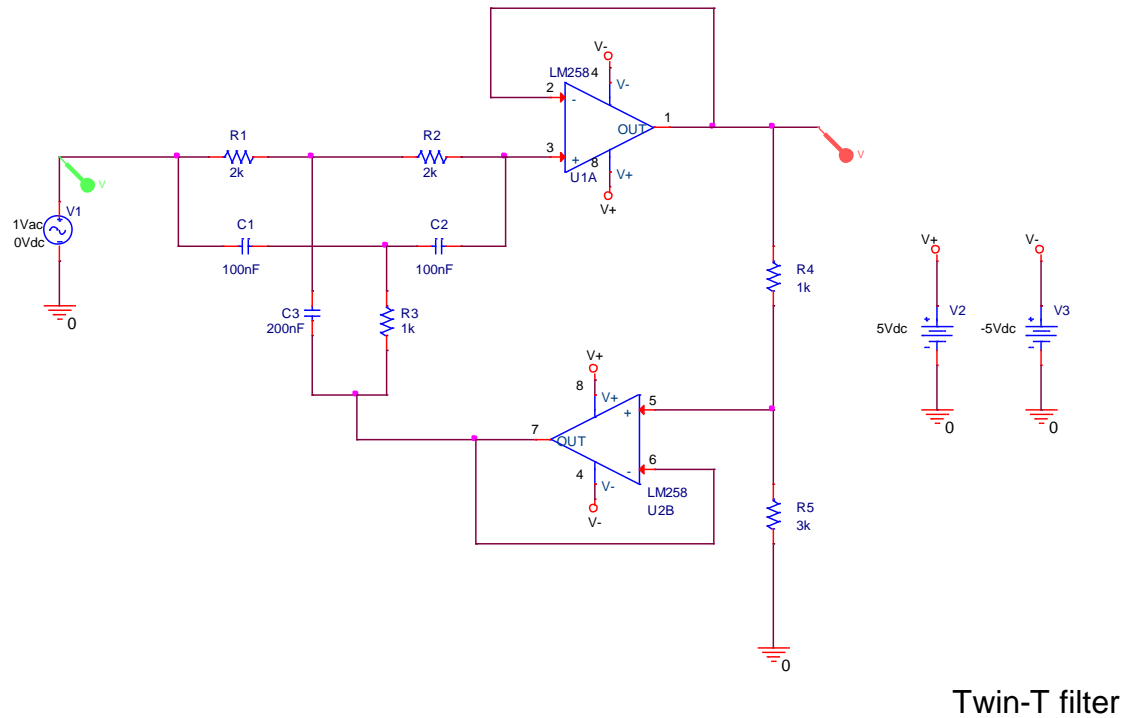 V-
LM258
4
V-
2
-
OUT
1
3
+
8
U1A
V+
V+
R1
2k
R2
2k
v
v
V1
1Vac
0Vdc
0
C1
100nF
C2
100nF
C3
200nF
R3
1k
R4
1k
V+
V2
5Vdc
0
V-
V3
-5Vdc
0
V+
8
V+
5
+
7
OUT
6
-
4
V-
V-
LM258
U2B
R5
3k
0
Twin-T filter